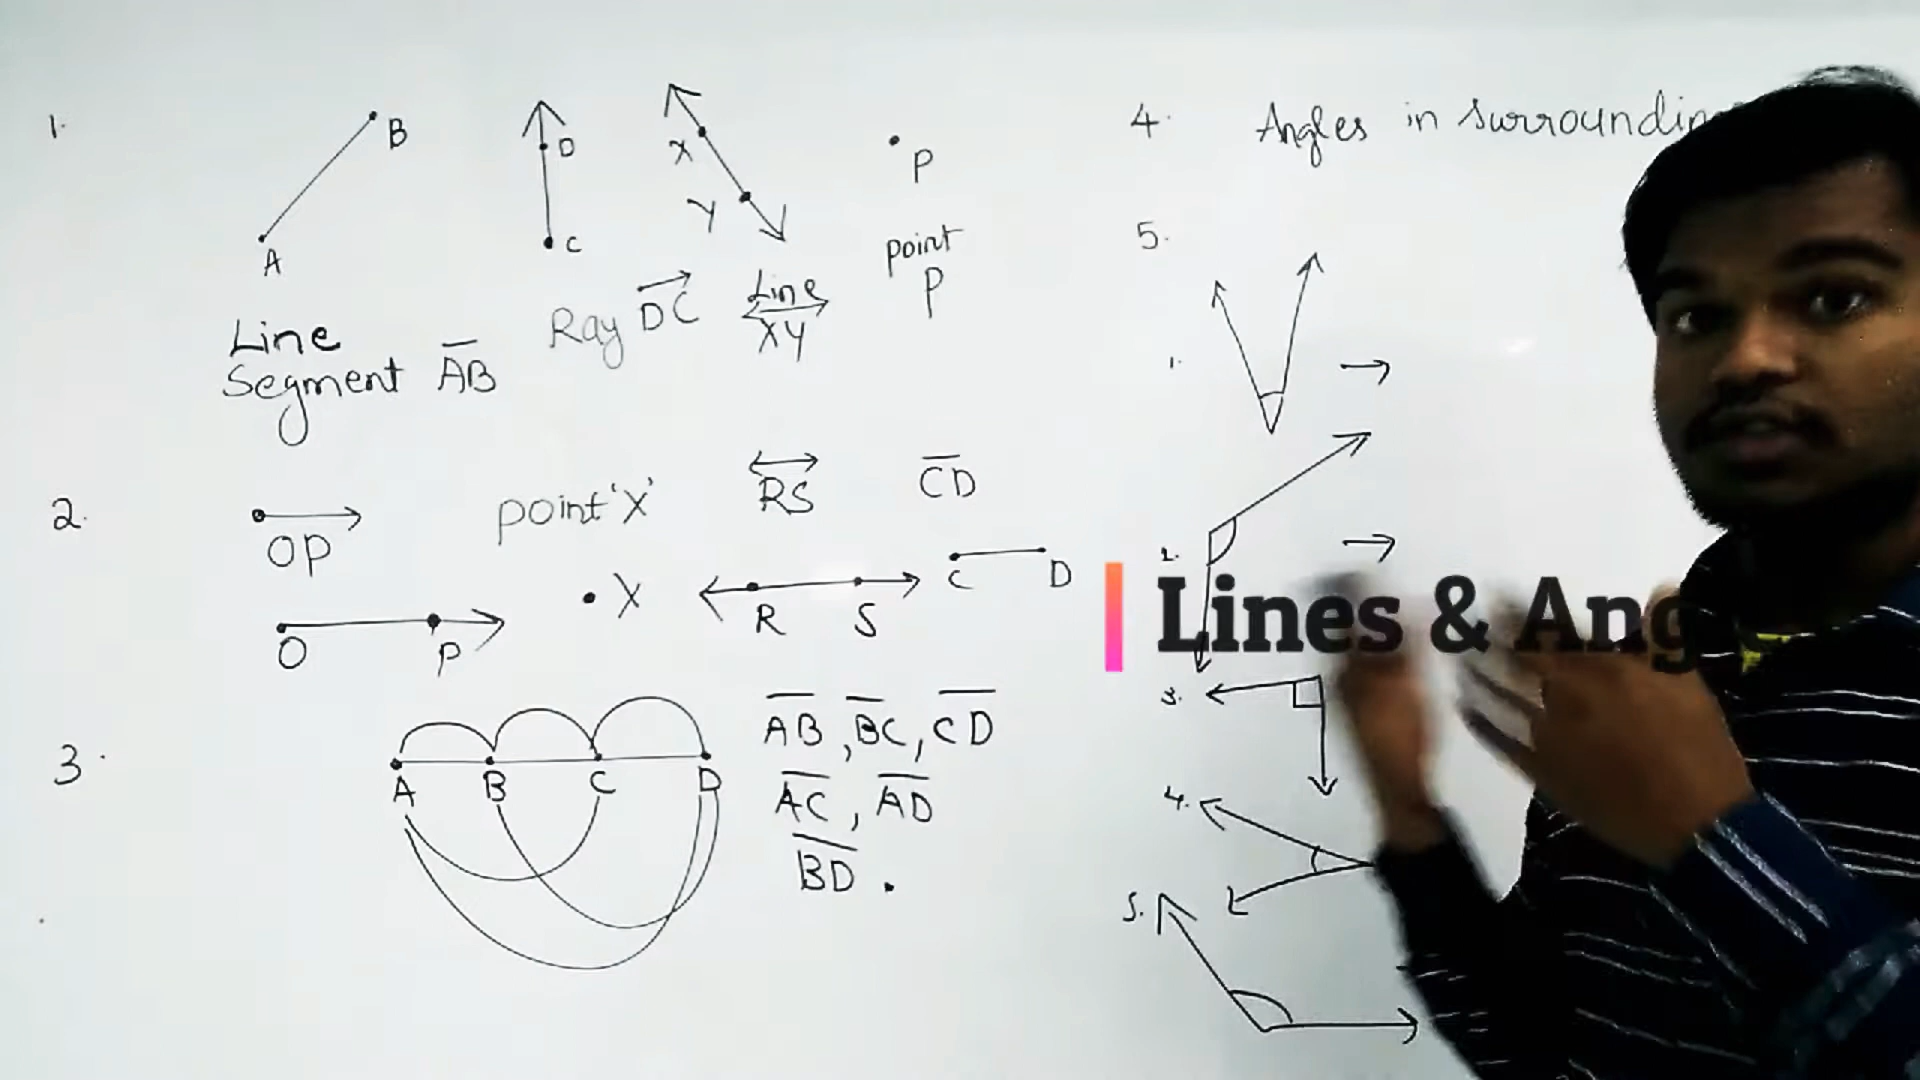 1.
B
A
Line
Segment AB
D
C
Ray DC
X
Y
Line
XY
P
point
P
2.
OP
O P
point 'X'
X
RS
R S
CD
C D
3.
A B C D
AB, BC, CD
AC, AD
BD.
4. Angles in surroundin
5.
1.
2.
3.
4.
5.
Lines & Ang